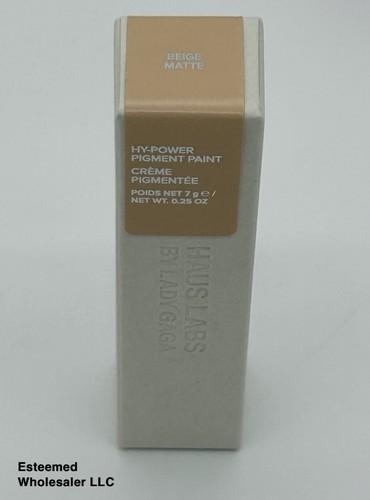 BEIGE
MATTE
HY-POWER
PIGMENT PAINT
CRÈME
PIGMENTÉE
POIDS NET 7 g ℮ /
NET WT. 0.25 OZ
HAUS LABS
BY LADY GAGA
Esteemed
Wholesaler LLC